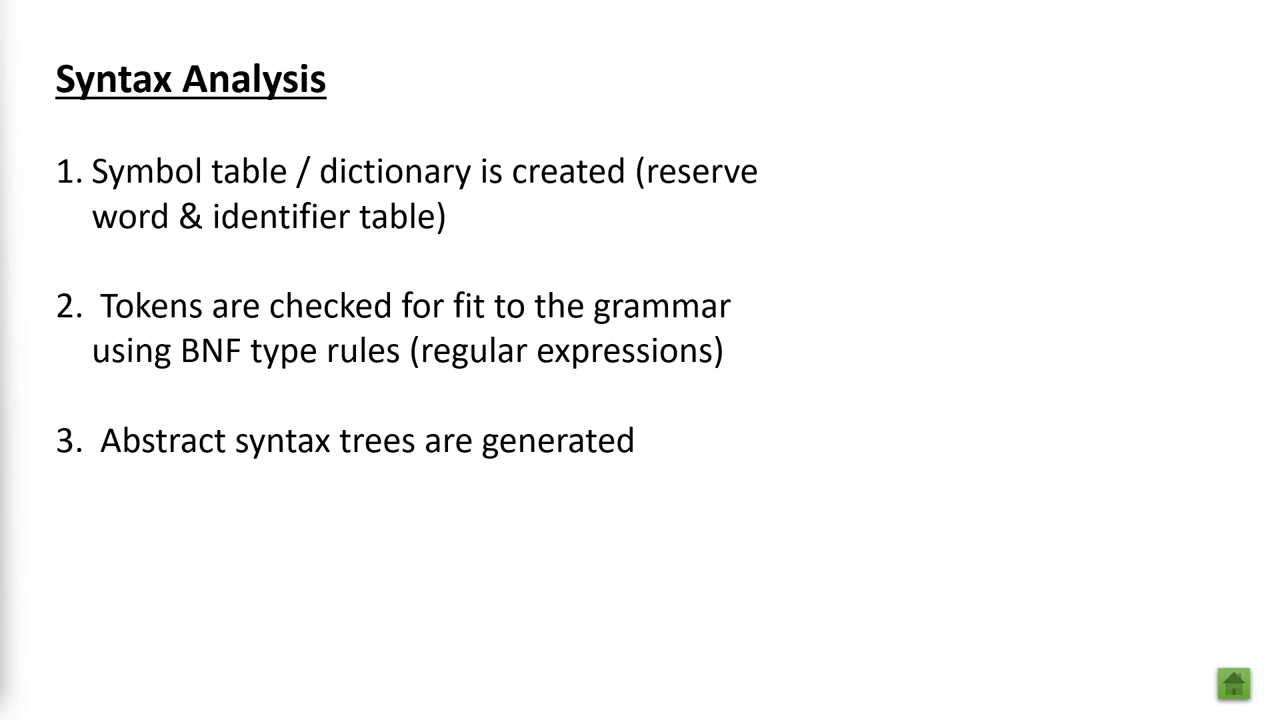 Syntax Analysis
1. Symbol table / dictionary is created (reserve
word & identifier table)
2. Tokens are checked for fit to the grammar
using BNF type rules (regular expressions)
3. Abstract syntax trees are generated